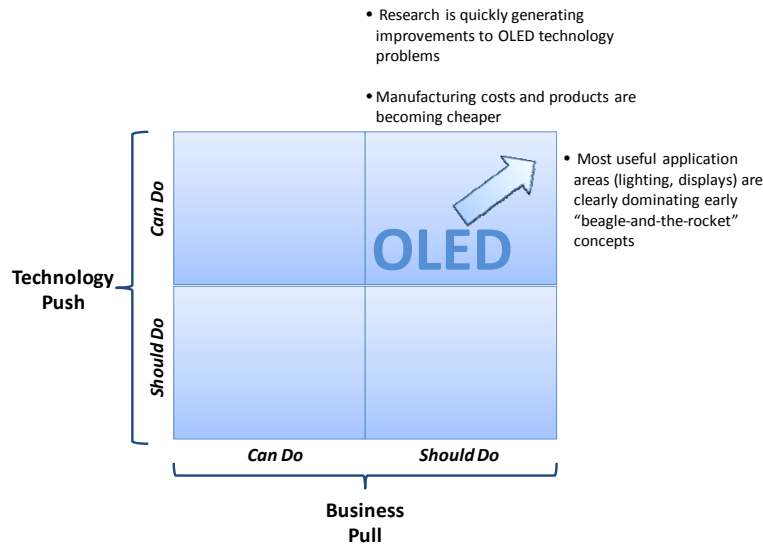 • Research is quickly generating
improvements to OLED technology
problems
• Manufacturing costs and products are
becoming cheaper
• Most useful application
areas (lighting, displays) are
clearly dominating early
“beagle-and-the-rocket”
concepts
Can Do
OLED
Technology
Push
Should Do
Can Do
Should Do
Business
Pull